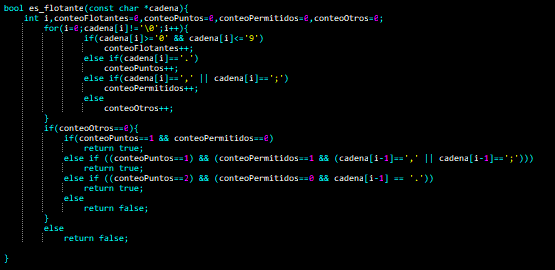 bool es_flotante(const char *cadena){
int i,conteoFlotantes=0,conteoPuntos=0,conteoPermitidos=0,conteoOtros=0;
for(i=0;cadena[i]!='\0';i++){
if(cadena[i]>='0' && cadena[i]<='9')
conteoFlotantes++;
else if(cadena[i]=='.')
conteoPuntos++;
else if(cadena[i]==',' || cadena[i]==';')
conteoPermitidos++;
else
conteoOtros++;
}
if(conteoOtros==0){
if(conteoPuntos==1 && conteoPermitidos==0)
return true;
else if ((conteoPuntos==1) && (conteoPermitidos==1 && (cadena[i-1]==',' || cadena[i-1]==';')))
return true;
else if ((conteoPuntos==2) && (conteoPermitidos==0 && cadena[i-1] == '.'))
return true;
else
return false;
}
else
return false;
}